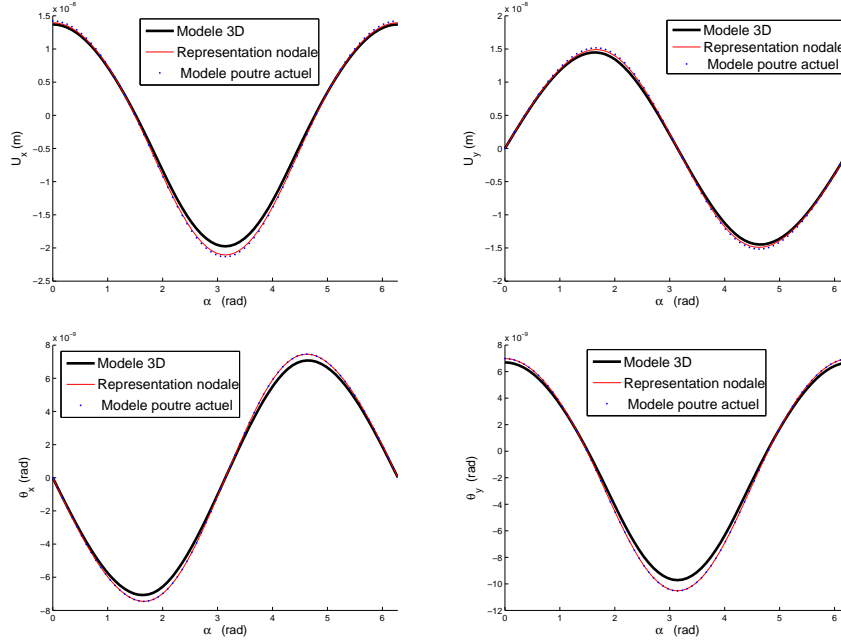 x 10^-8
1.5
1
0.5
0
−0.5
−1
−1.5
−2
−2.5
U_x (m)
Modele 3D
Representation nodale
Modele poutre actuel
0 1 2 3 4 5 6
α (rad)
x 10^-8
2
1.5
1
0.5
0
−0.5
−1
−1.5
−2
U_y (m)
Modele 3D
Representation nodale
Modele poutre actuel
0 1 2 3 4 5 6
α (rad)
x 10^-9
8
6
4
2
0
−2
−4
−6
−8
θ_x (rad)
Modele 3D
Representation nodale
Modele poutre actuel
0 1 2 3 4 5 6
α (rad)
x 10^-9
8
6
4
2
0
−2
−4
−6
−8
−10
−12
θ_y (rad)
Modele 3D
Representation nodale
Modele poutre actuel
0 1 2 3 4 5 6
α (rad)